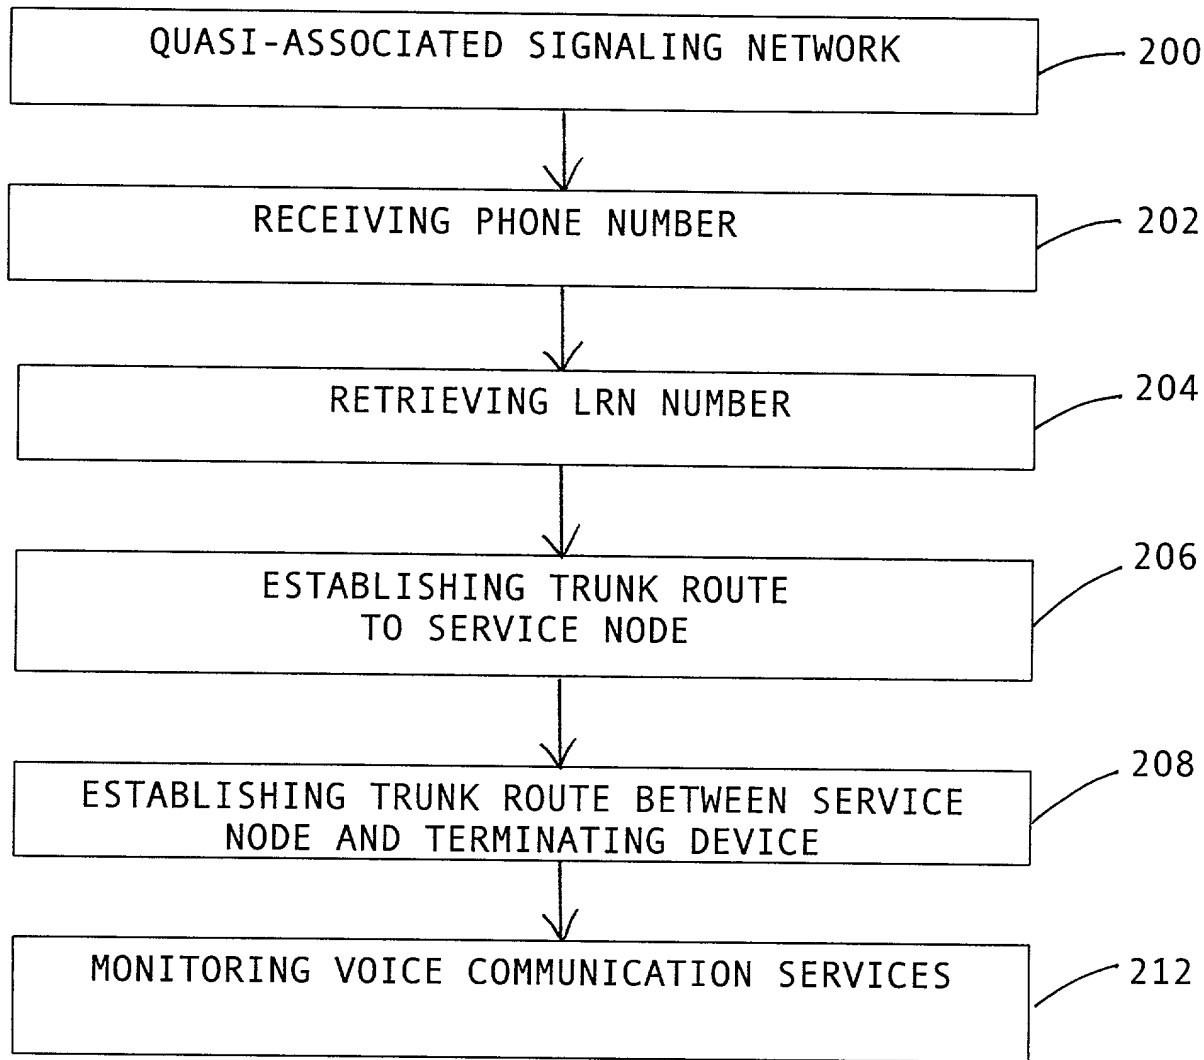 QUASI-ASSOCIATED SIGNALING NETWORK
200
RECEIVING PHONE NUMBER
202
RETRIEVING LRN NUMBER
204
ESTABLISHING TRUNK ROUTE
TO SERVICE NODE
206
ESTABLISHING TRUNK ROUTE BETWEEN SERVICE
NODE AND TERMINATING DEVICE
208
MONITORING VOICE COMMUNICATION SERVICES
212